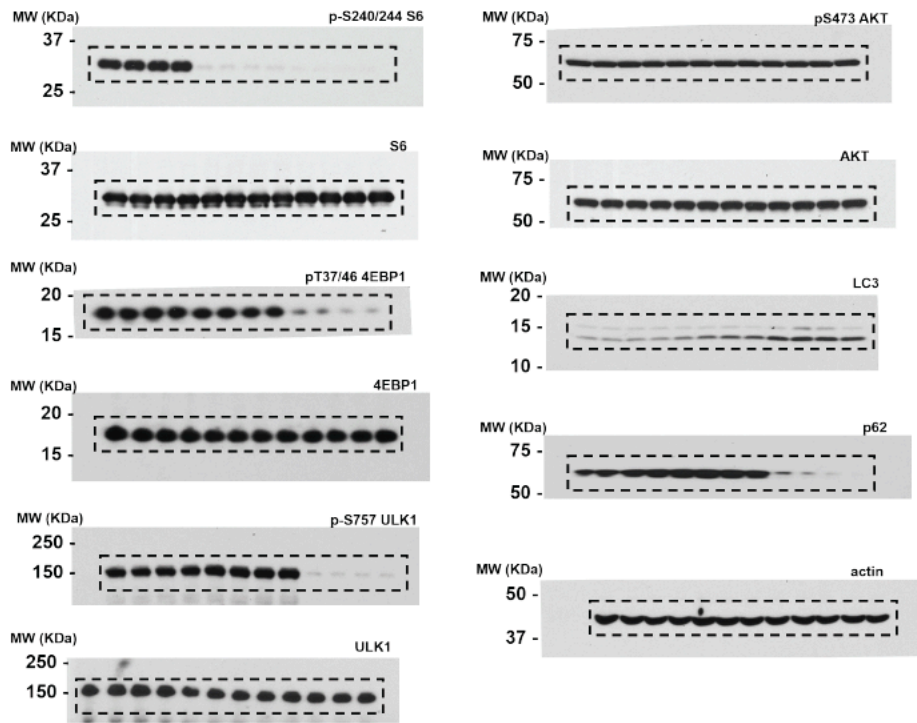 MW (KDa)
p-S240/244 S6
37 -
25 -
MW (KDa)
S6
37 -
25 -
MW (KDa)
pT37/46 4EBP1
20 -
15 -
MW (KDa)
4EBP1
20 -
15 -
MW (KDa)
p-S757 ULK1
250 -
150 -
MW (KDa)
ULK1
250 -
150 -
MW (KDa)
pS473 AKT
75 -
50 -
MW (KDa)
AKT
75 -
50 -
MW (KDa)
LC3
20 -
15 -
10 -
MW (KDa)
p62
75 -
50 -
MW (KDa)
actin
50 -
37 -